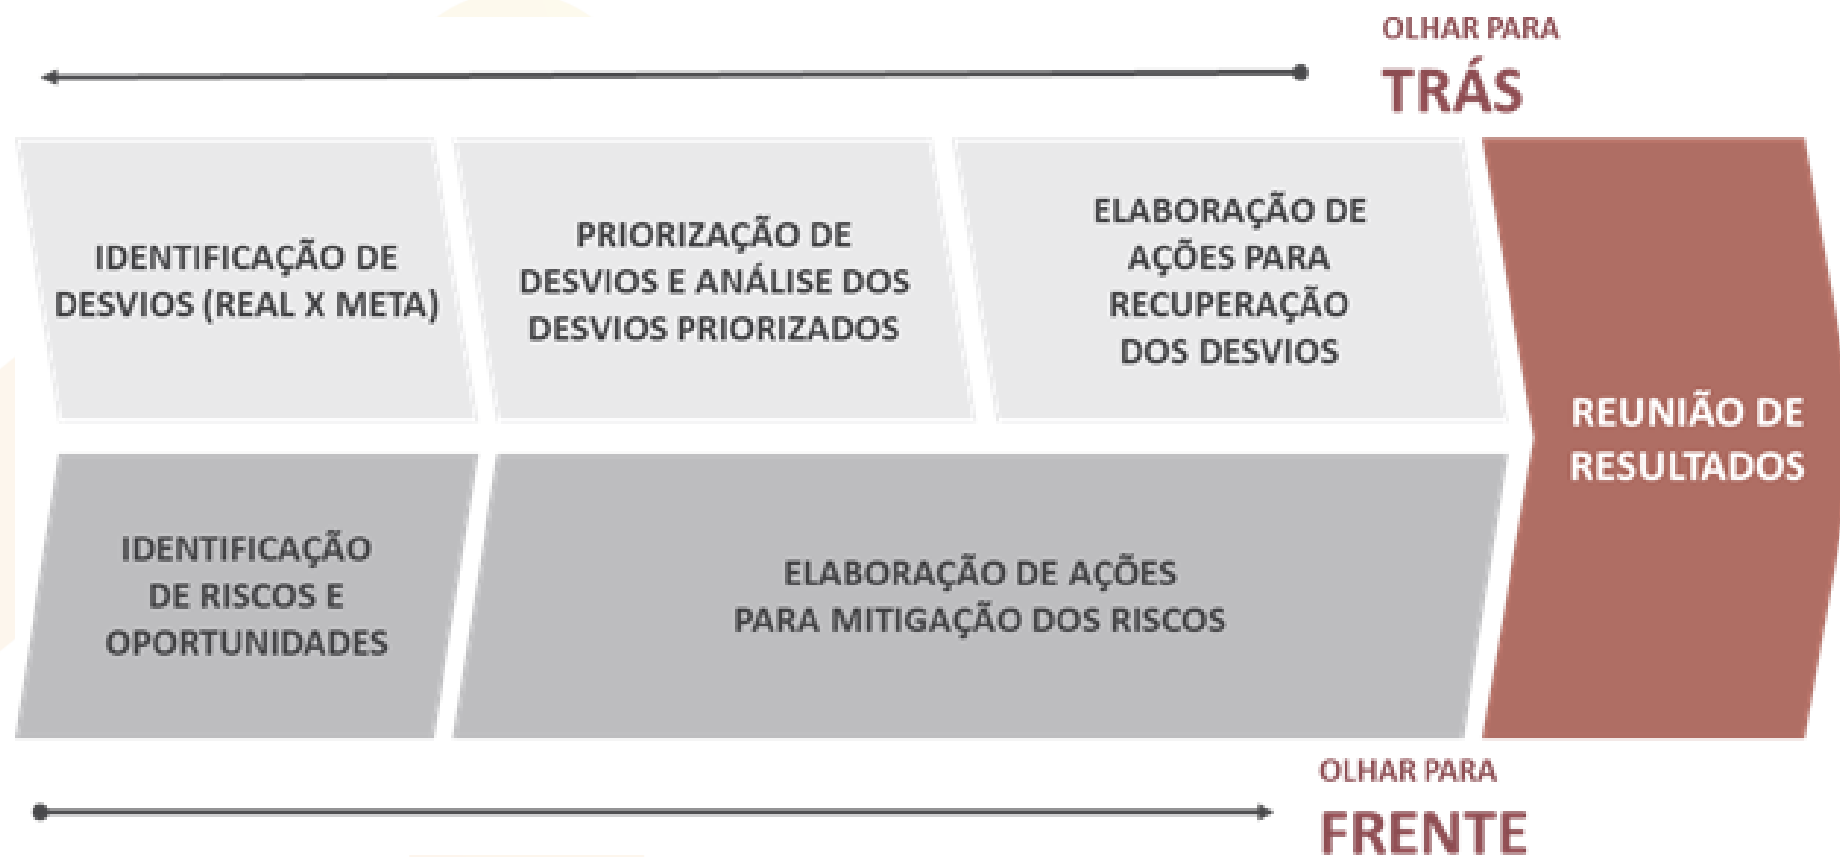 OLHAR PARA
TRÁS
IDENTIFICAÇÃO DE
DESVIOS (REAL X META)
PRIORIZAÇÃO DE
DESVIOS E ANÁLISE DOS
DESVIOS PRIORIZADOS
ELABORAÇÃO DE
AÇÕES PARA
RECUPERAÇÃO
DOS DESVIOS
REUNIÃO DE
RESULTADOS
IDENTIFICAÇÃO
DE RISCOS E
OPORTUNIDADES
ELABORAÇÃO DE AÇÕES
PARA MITIGAÇÃO DOS RISCOS
OLHAR PARA
FRENTE